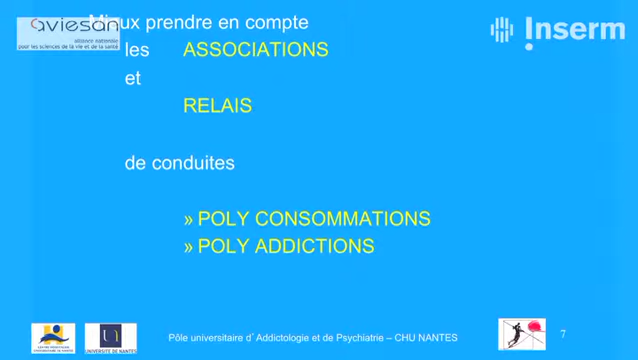 Mieux prendre en compte
aviesan
alliance nationale
pour les sciences de la vie et de la santé
Inserm
les ASSOCIATIONS
et
RELAIS
de conduites
» POLY CONSOMMATIONS
» POLY ADDICTIONS
UNIVERSITÉ DE NANTES
Pôle universitaire d’ Addictologie et de Psychiatrie – CHU NANTES
7